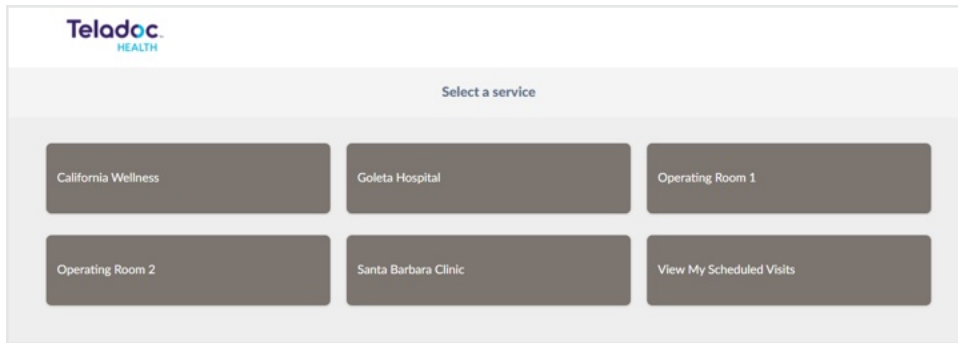 Teladoc
HEALTH
Select a service
California Wellness
Goleta Hospital
Operating Room 1
Operating Room 2
Santa Barbara Clinic
View My Scheduled Visits